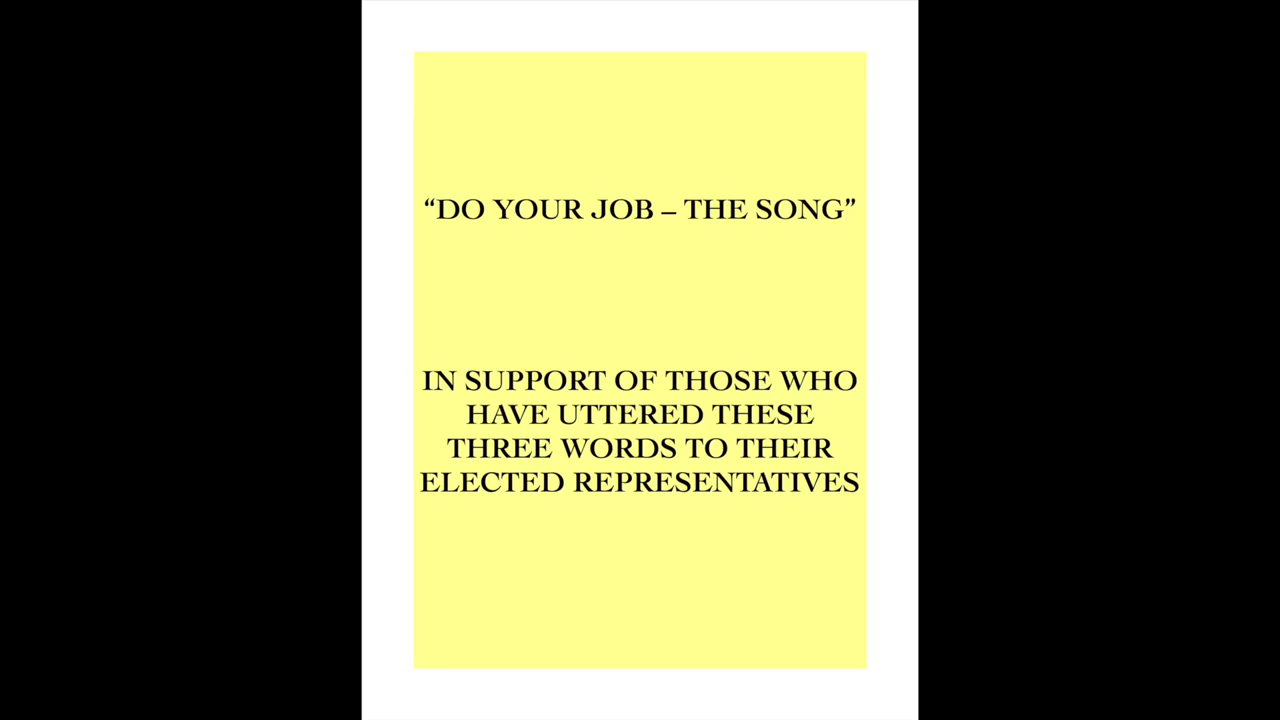 “DO YOUR JOB – THE SONG”
IN SUPPORT OF THOSE WHO
HAVE UTTERED THESE
THREE WORDS TO THEIR
ELECTED REPRESENTATIVES